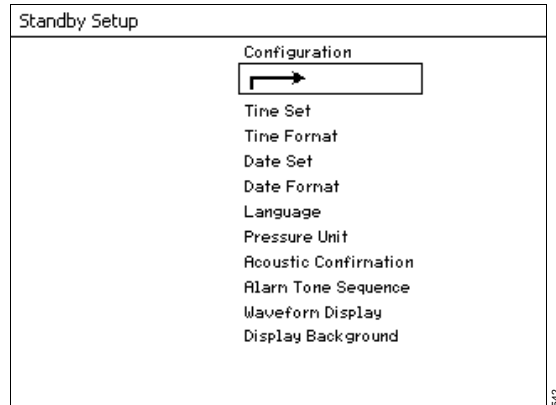 Standby Setup
Configuration
Time Set
Time Format
Date Set
Date Format
Language
Pressure Unit
Acoustic Confirmation
Alarm Tone Sequence
Waveform Display
Display Background